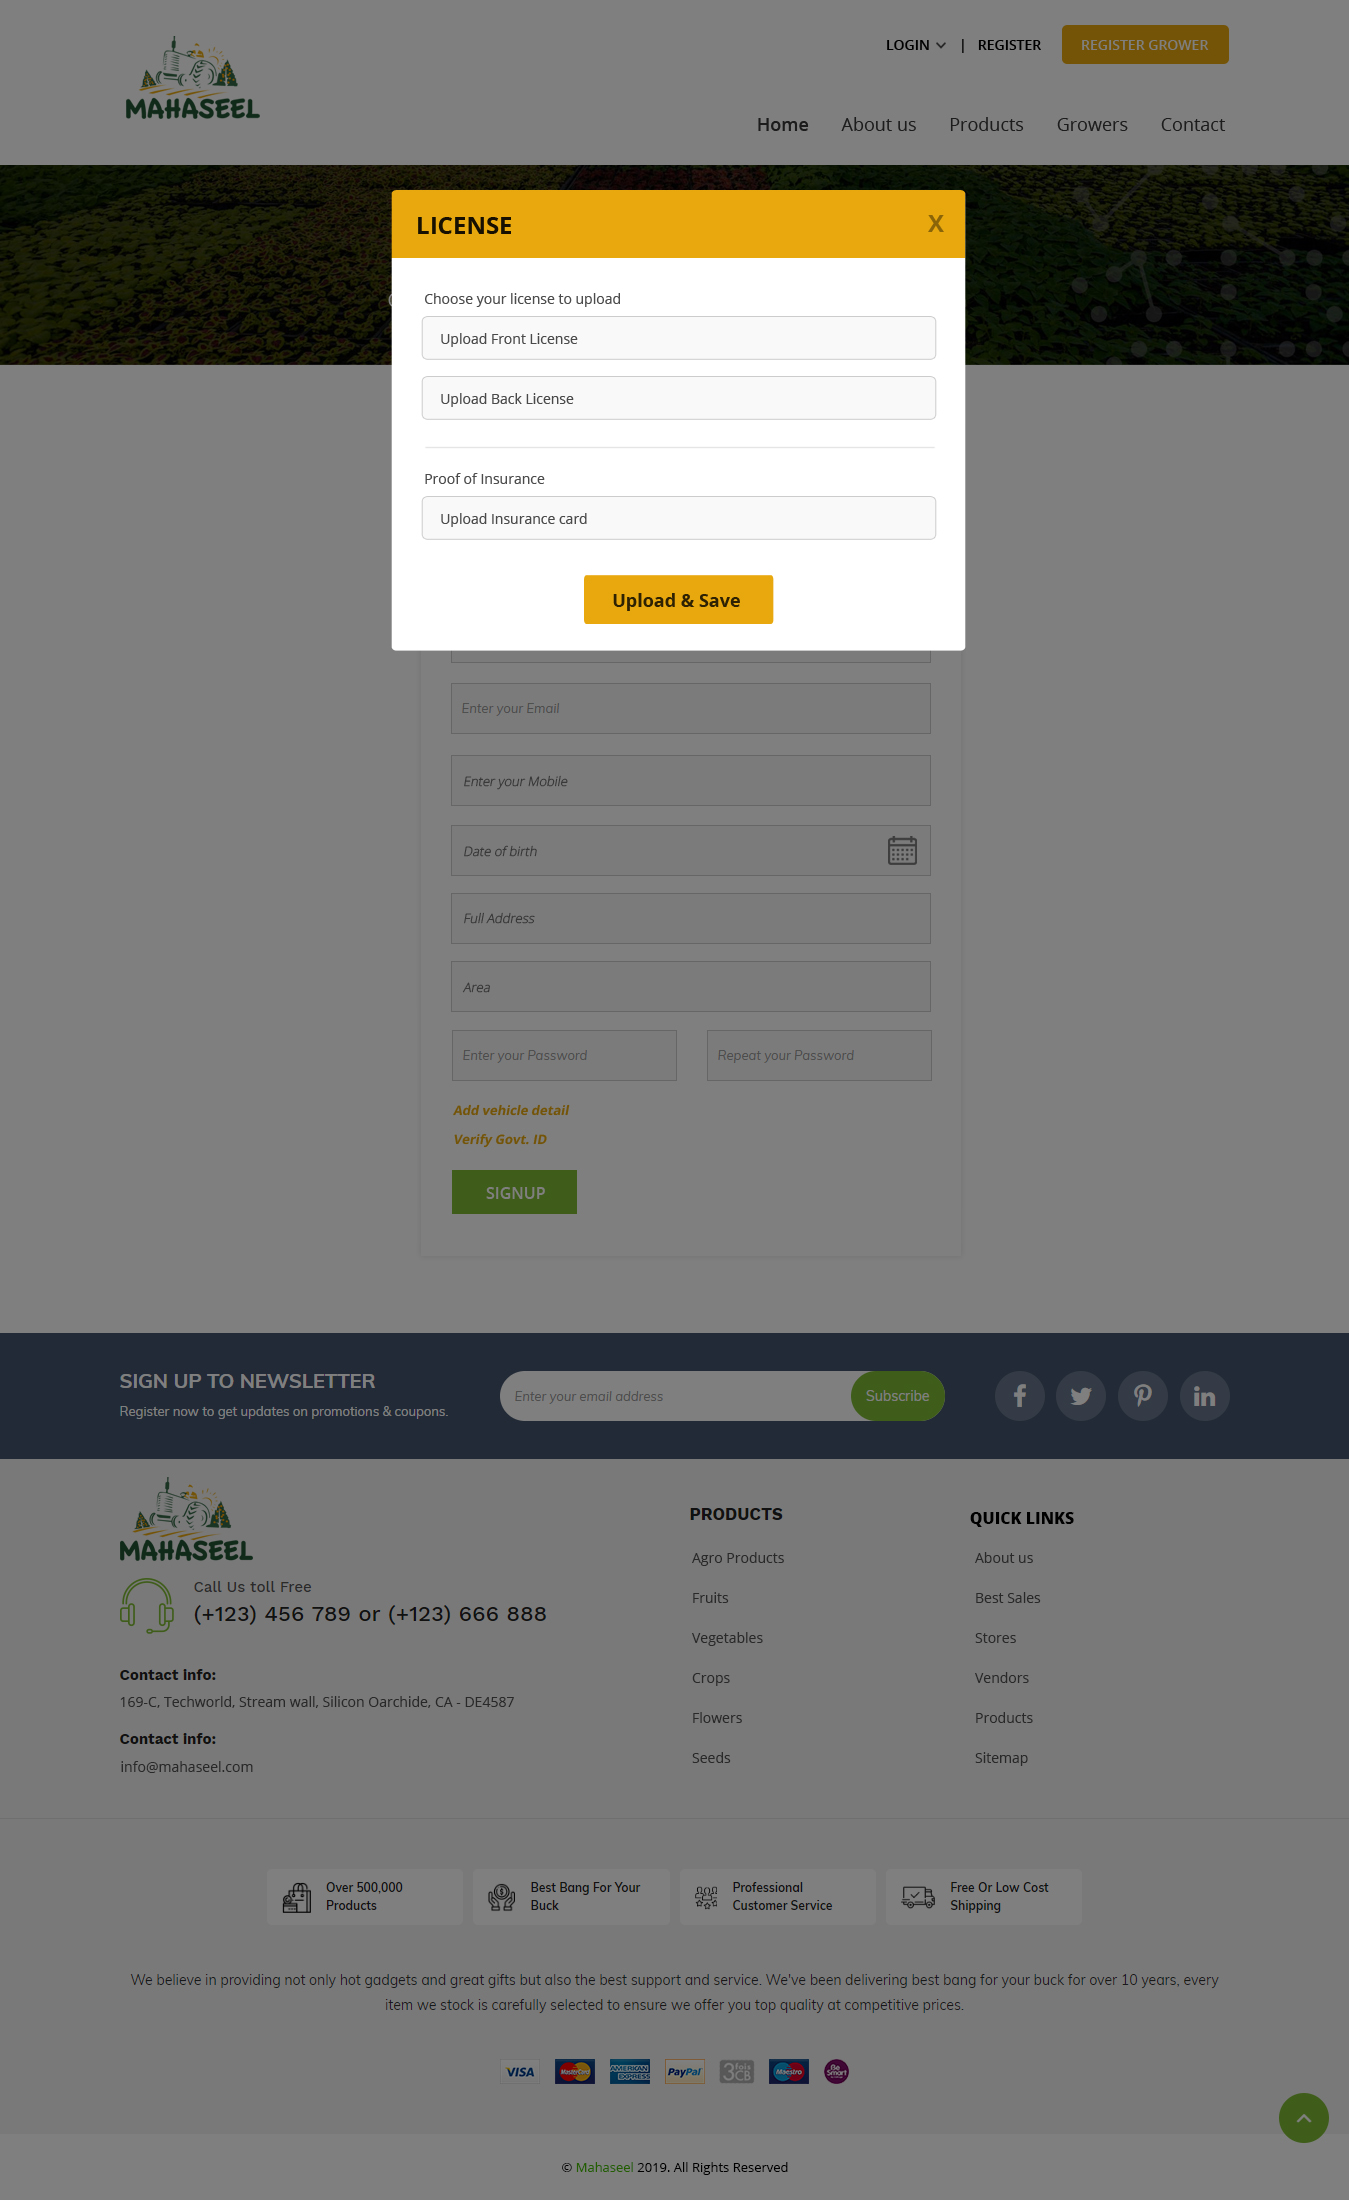 LOGIN | REGISTER REGISTER GROWER
MAHASEEL
Home About us Products Growers Contact
LICENSE X
Choose your license to upload
Upload Front License
Upload Back License
Proof of Insurance
Upload Insurance card
Upload & Save
Enter your Email
Enter your Mobile
Date of birth
Full Address
Area
Enter your Password Repeat your Password
Add vehicle detail
Verify Govt. ID
SIGNUP
SIGN UP TO NEWSLETTER
Register now to get updates on promotions & coupons.
Enter your email address Subscribe
MAHASEEL
Call Us toll Free
(+123) 456 789 or (+123) 666 888
Contact info:
169-C, Techworld, Stream wall, Silicon Oarchide, CA - DE4587
Contact info:
info@mahaseel.com
PRODUCTS
Agro Products
Fruits
Vegetables
Crops
Flowers
Seeds
QUICK LINKS
About us
Best Sales
Stores
Vendors
Products
Sitemap
Over 500,000
Products
Best Bang For Your
Buck
Professional
Customer Service
Free Or Low Cost
Shipping
We believe in providing not only hot gadgets and great gifts but also the best support and service. We've been delivering best bang for your buck for over 10 years, every
item we stock is carefully selected to ensure we offer you top quality at competitive prices.
VISA
MasterCard
AMERICAN
EXPRESS
PayPal
3 fois
CB
Maestro
Be
Smart
© Mahaseel 2019. All Rights Reserved